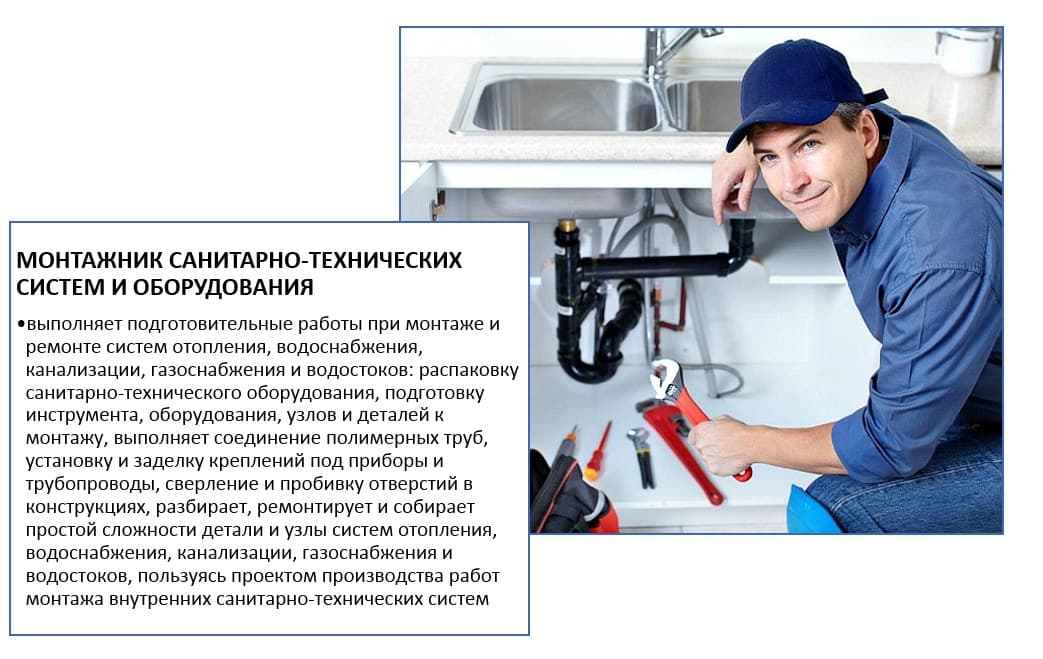 МОНТАЖНИК САНИТАРНО-ТЕХНИЧЕСКИХ
СИСТЕМ И ОБОРУДОВАНИЯ
•выполняет подготовительные работы при монтаже и
ремонте систем отопления, водоснабжения,
канализации, газоснабжения и водостоков: распаковку
санитарно-технического оборудования, подготовку
инструмента, оборудования, узлов и деталей к
монтажу, выполняет соединение полимерных труб,
установку и заделку креплений под приборы и
трубопроводы, сверление и пробивку отверстий в
конструкциях, разбирает, ремонтирует и собирает
простой сложности детали и узлы систем отопления,
водоснабжения, канализации, газоснабжения и
водостоков, пользуясь проектом производства работ
монтажа внутренних санитарно-технических систем